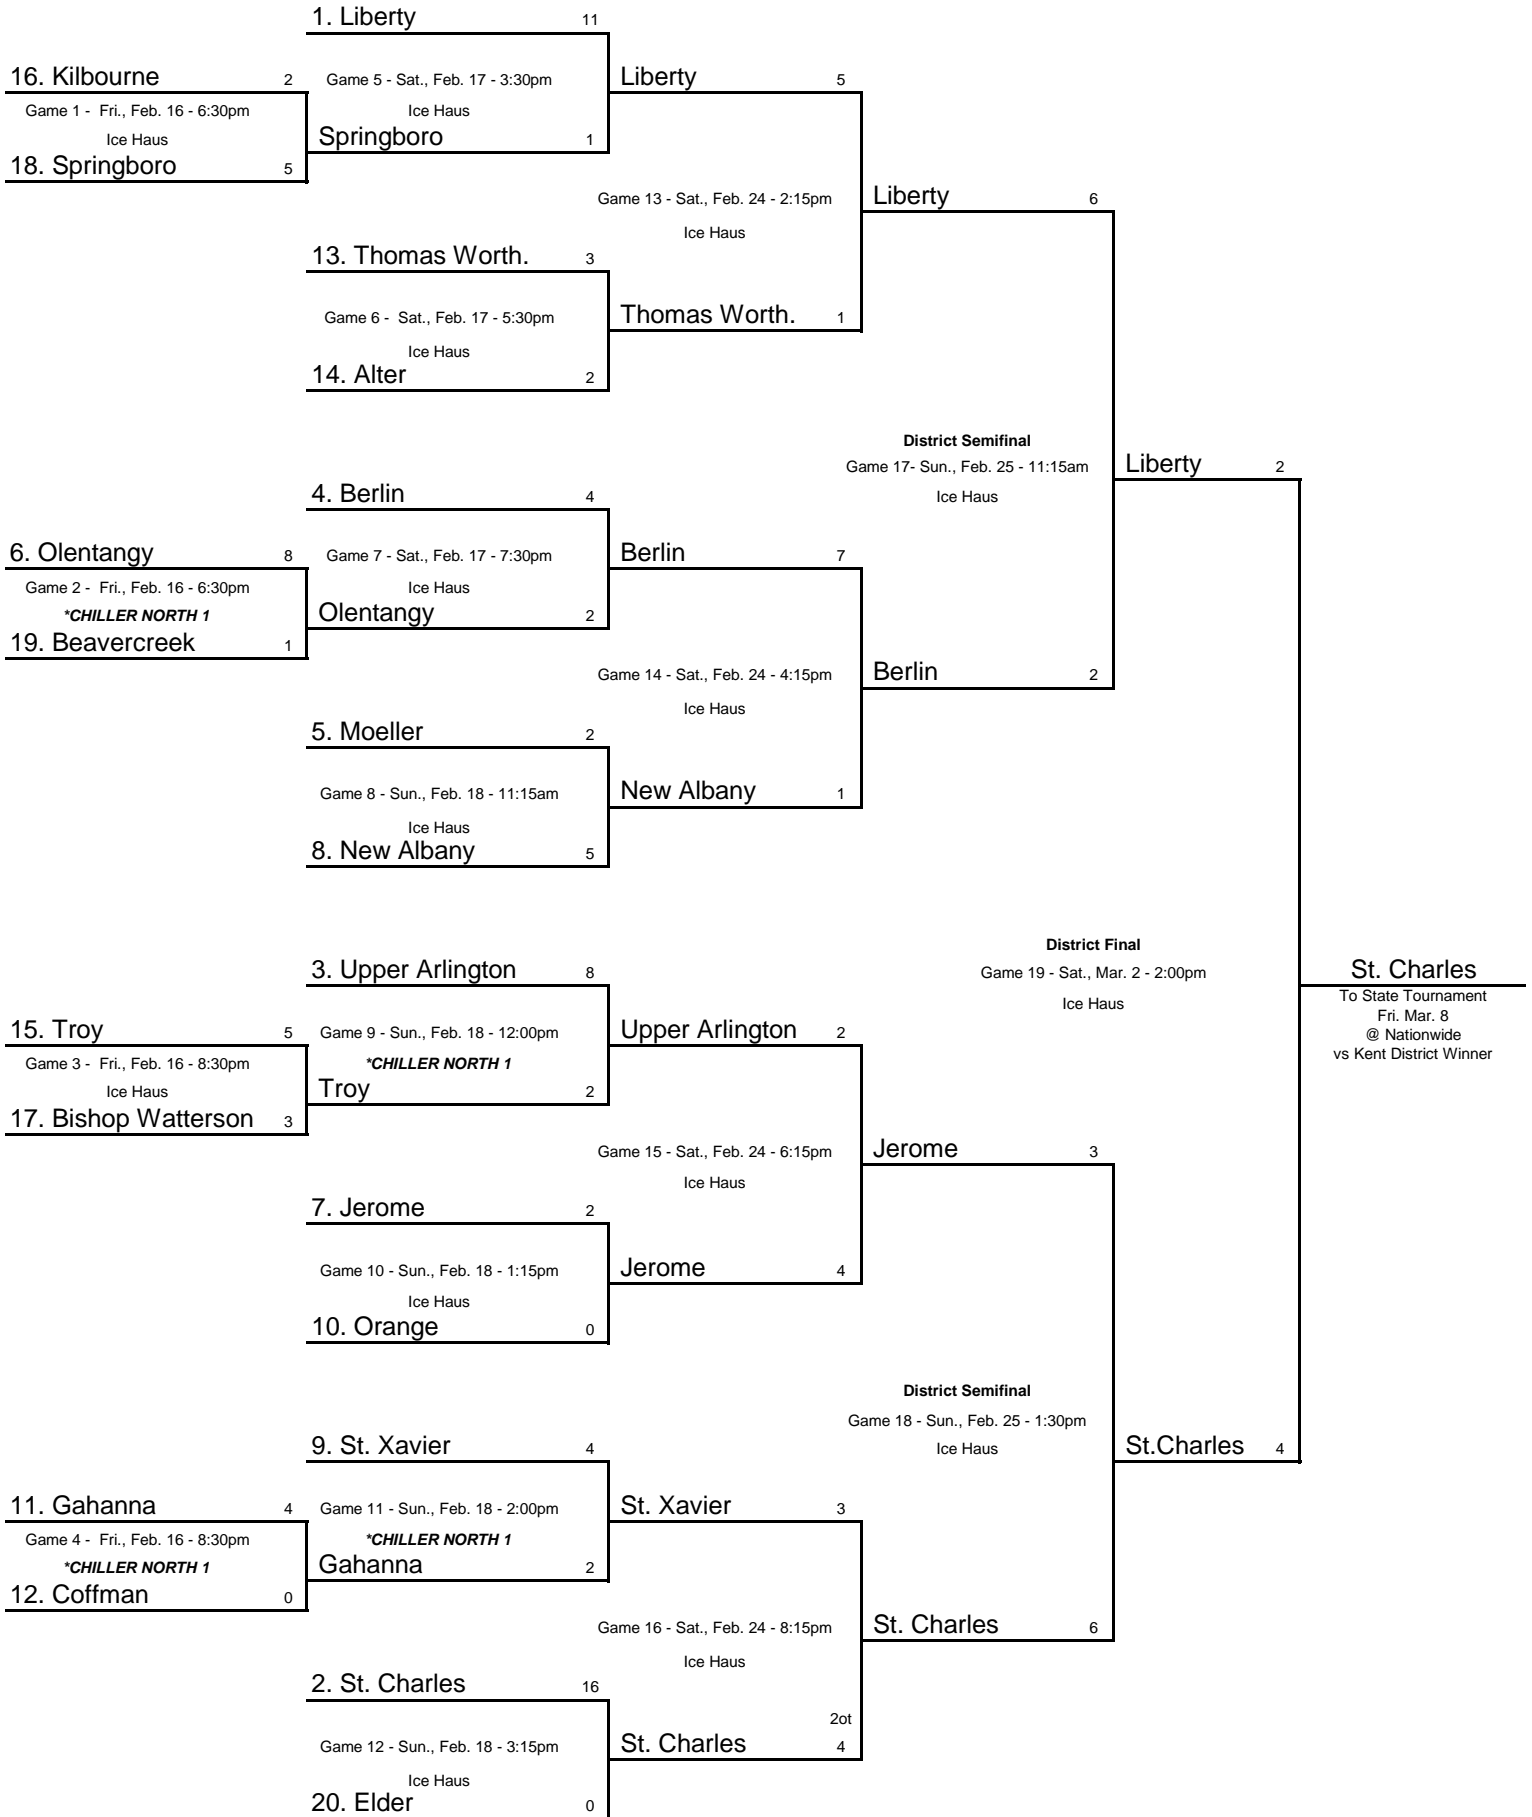 1. Liberty 11
16. Kilbourne 2
Game 5 - Sat., Feb. 17 - 3:30pm
Liberty 5
Game 1 - Fri., Feb. 16 - 6:30pm
Ice Haus
Ice Haus
Springboro 1
18. Springboro 5
Game 13 - Sat., Feb. 24 - 2:15pm
Liberty 6
Ice Haus
13. Thomas Worth. 3
Game 6 - Sat., Feb. 17 - 5:30pm
Thomas Worth. 1
Ice Haus
14. Alter 2
District Semifinal
Game 17- Sun., Feb. 25 - 11:15am
Liberty 2
Ice Haus
4. Berlin 4
6. Olentangy 8
Game 7 - Sat., Feb. 17 - 7:30pm
Berlin 7
Game 2 - Fri., Feb. 16 - 6:30pm
Ice Haus
*CHILLER NORTH 1
Olentangy 2
19. Beavercreek 1
Game 14 - Sat., Feb. 24 - 4:15pm
Berlin 2
Ice Haus
5. Moeller 2
Game 8 - Sun., Feb. 18 - 11:15am
New Albany 1
Ice Haus
8. New Albany 5
District Final
3. Upper Arlington 8
Game 19 - Sat., Mar. 2 - 2:00pm
St. Charles
Ice Haus
To State Tournament
Fri. Mar. 8
@ Nationwide
vs Kent District Winner
15. Troy 5
Game 9 - Sun., Feb. 18 - 12:00pm
Upper Arlington 2
Game 3 - Fri., Feb. 16 - 8:30pm
*CHILLER NORTH 1
Ice Haus
Troy 2
17. Bishop Watterson 3
Game 15 - Sat., Feb. 24 - 6:15pm
Jerome 3
Ice Haus
7. Jerome 2
Game 10 - Sun., Feb. 18 - 1:15pm
Jerome 4
Ice Haus
10. Orange 0
District Semifinal
Game 18 - Sun., Feb. 25 - 1:30pm
Ice Haus
9. St. Xavier 4
St.Charles 4
11. Gahanna 4
Game 11 - Sun., Feb. 18 - 2:00pm
St. Xavier 3
Game 4 - Fri., Feb. 16 - 8:30pm
*CHILLER NORTH 1
*CHILLER NORTH 1
Gahanna 2
12. Coffman 0
Game 16 - Sat., Feb. 24 - 8:15pm
St. Charles 6
Ice Haus
2. St. Charles 16
2ot
Game 12 - Sun., Feb. 18 - 3:15pm
St. Charles 4
Ice Haus
20. Elder 0